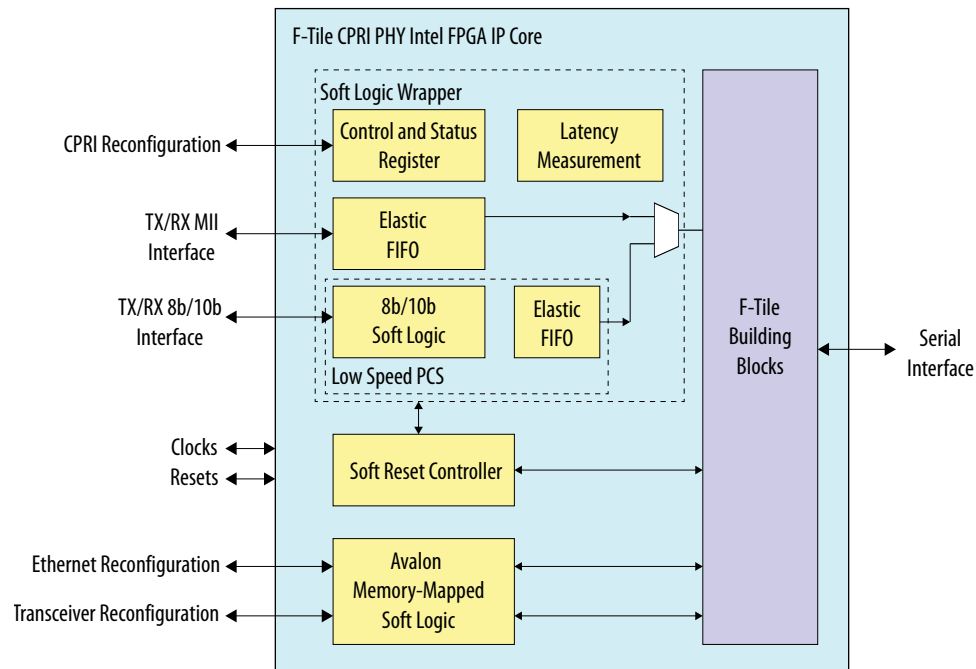 F-Tile CPRI PHY Intel FPGA IP Core
Soft Logic Wrapper
CPRI Reconfiguration
Control and Status
Register
Latency
Measurement
TX/RX MII
Interface
Elastic
FIFO
TX/RX 8b/10b
Interface
8b/10b
Soft Logic
Elastic
FIFO
Low Speed PCS
F-Tile
Building
Blocks
Serial
Interface
Clocks
Resets
Soft Reset Controller
Ethernet Reconfiguration
Transceiver Reconfiguration
Avalon
Memory-Mapped
Soft Logic